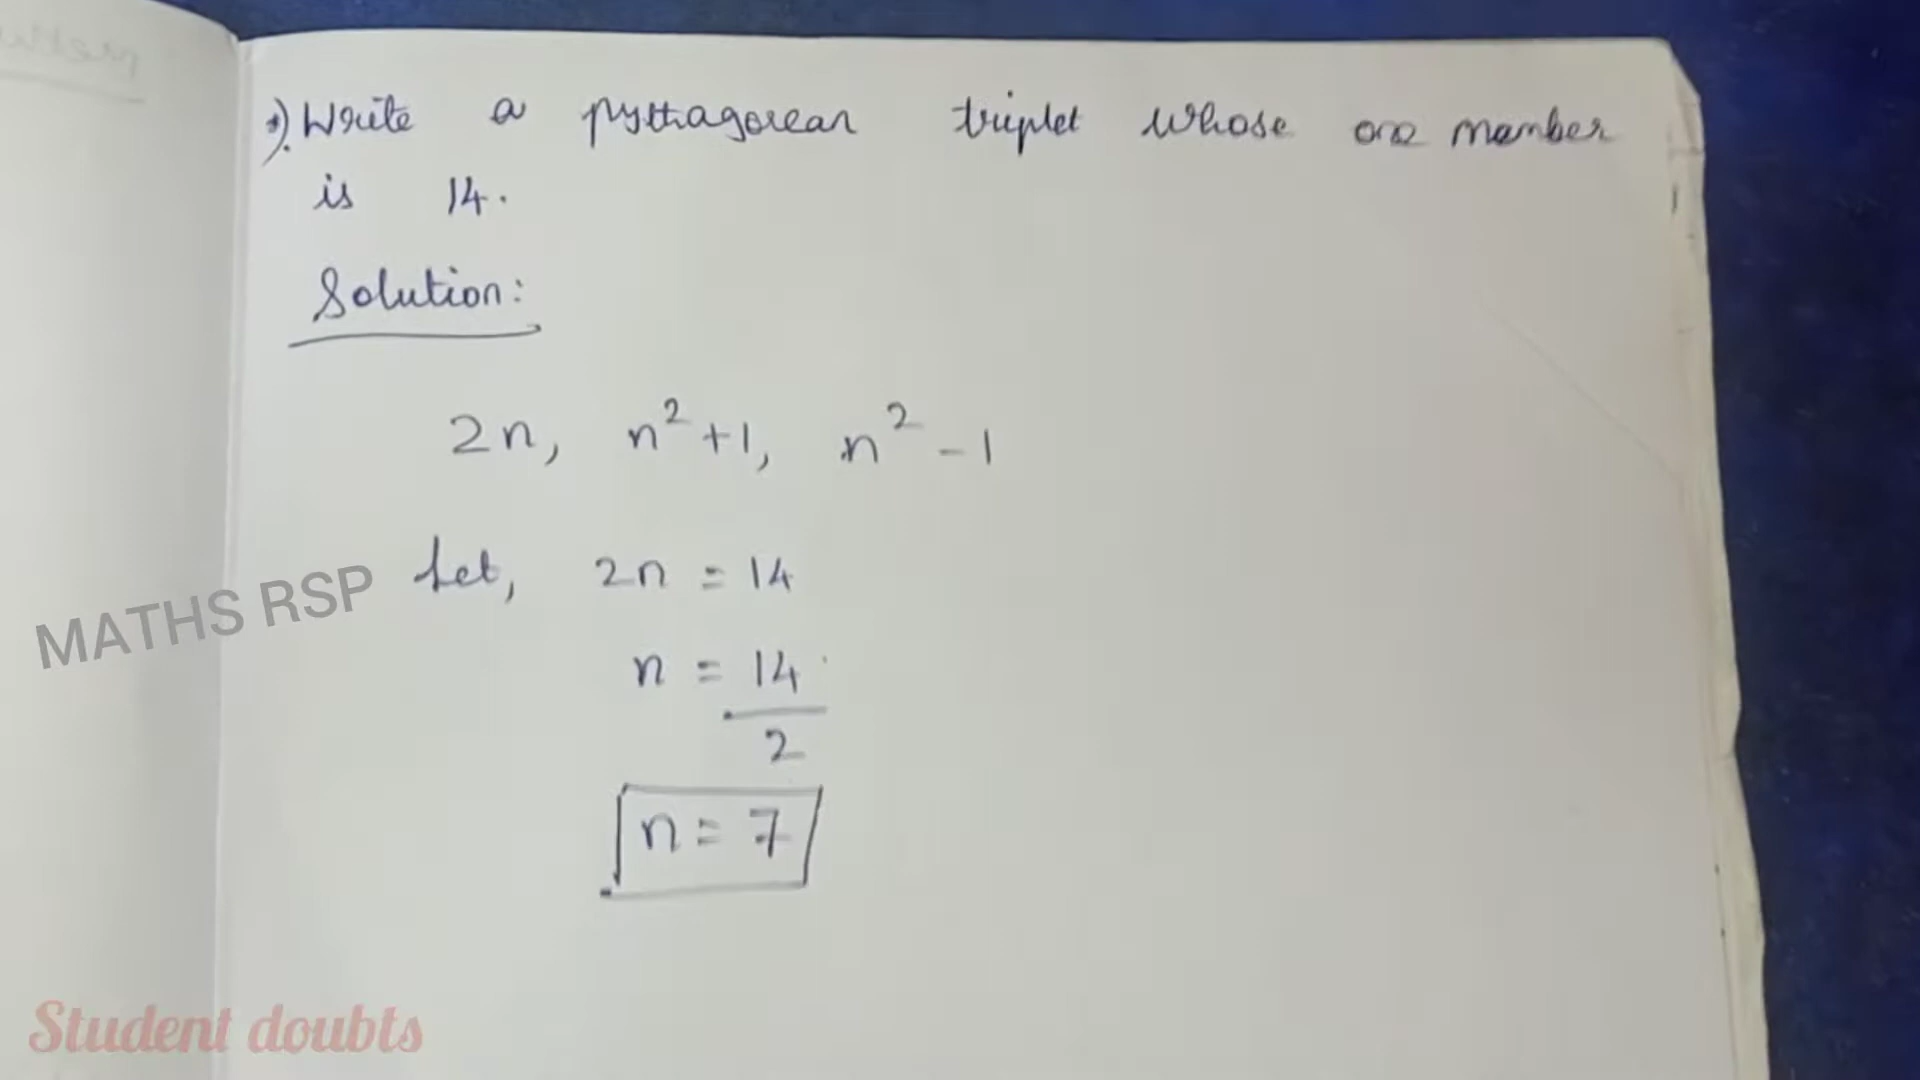 Write a pythagorean triplet whose one member
is 14.
Solution:
2n, n²+1, n²-1
Let, 2n = 14
n = 14
2
n = 7
MATHS RSP
Student doubts